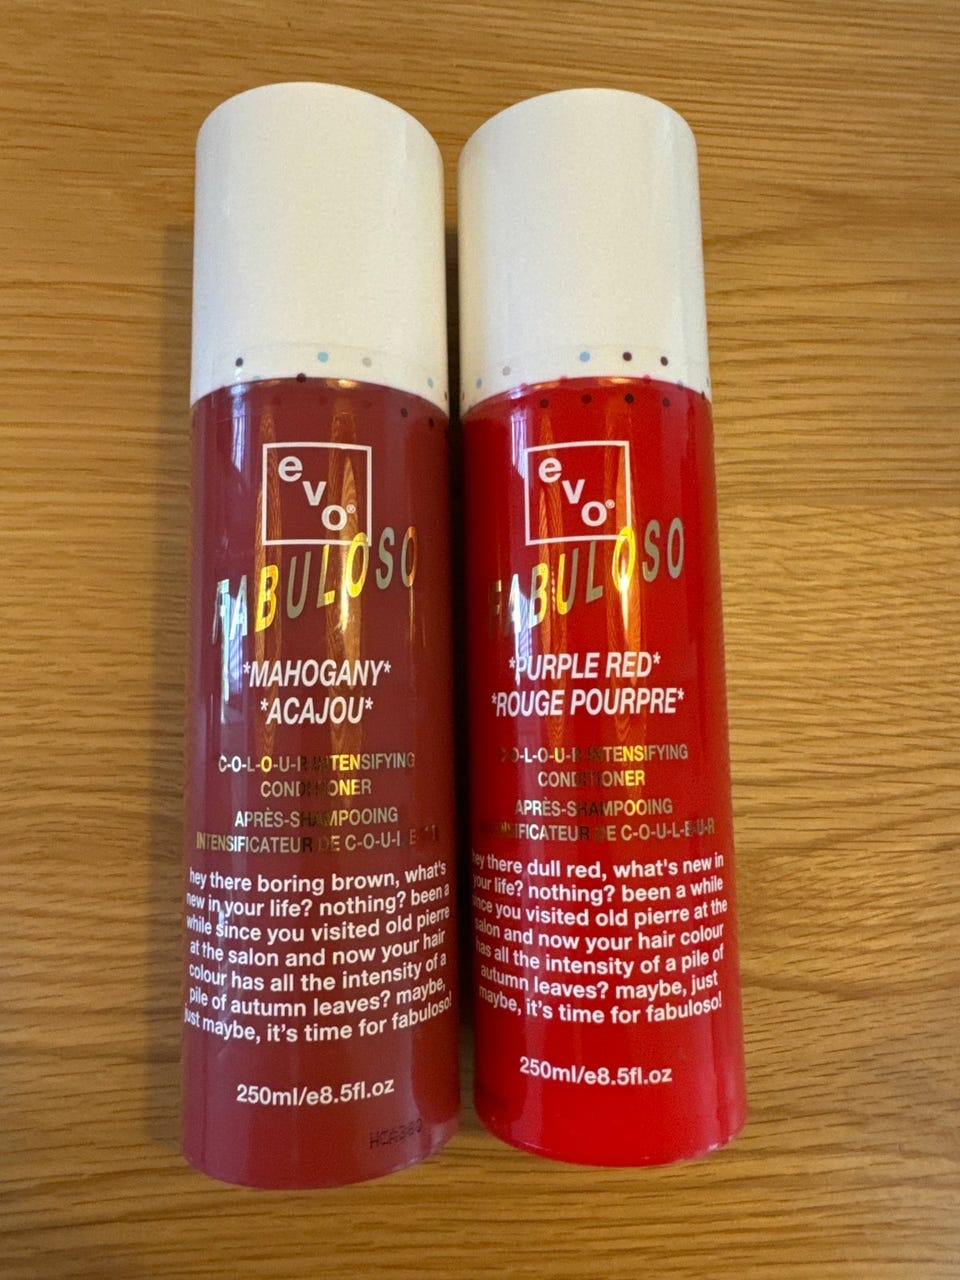 evo®
FABULOSO
*MAHOGANY*
*ACAJOU*
C-O-L-O-U-R INTENSIFYING
CONDITIONER
APRÈS-SHAMPOOING
INTENSIFICATEUR DE C-O-U-L-E-U-R
hey there boring brown, what's
new in your life? nothing? been a
while since you visited old pierre
at the salon and now your hair
colour has all the intensity of a
pile of autumn leaves? maybe,
just maybe, it's time for fabuloso!
250ml/e8.5fl.oz
evo®
FABULOSO
*PURPLE RED*
*ROUGE POURPRE*
C-O-L-O-U-R INTENSIFYING
CONDITIONER
APRÈS-SHAMPOOING
INTENSIFICATEUR DE C-O-U-L-E-U-R
hey there dull red, what's new in
your life? nothing? been a while
since you visited old pierre at the
salon and now your hair colour
has all the intensity of a pile of
autumn leaves? maybe, just
maybe, it's time for fabuloso!
250ml/e8.5fl.oz